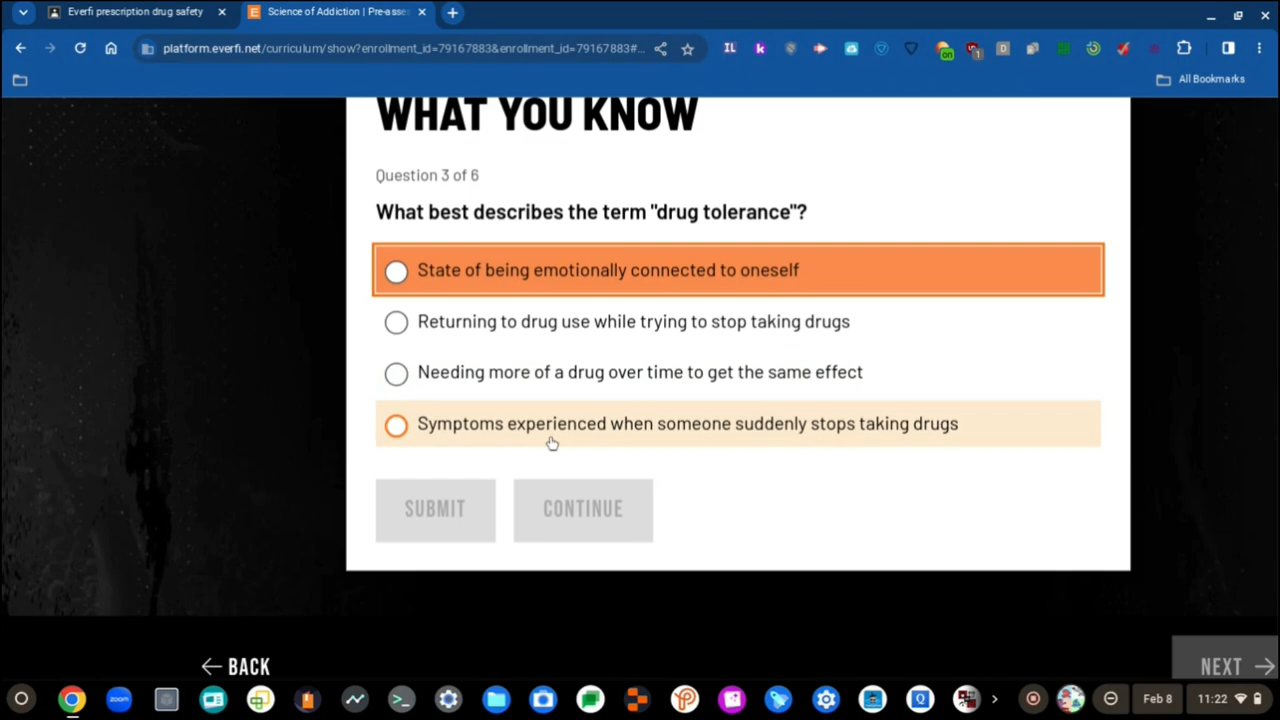 Everfi prescription drug safety
Science of Addiction | Pre-asse
platform.everfi.net/curriculum/show?enrollment_id=79167883&enrollment_id=79167883#...
IL
k
on
1
D
All Bookmarks
WHAT YOU KNOW
Question 3 of 6
What best describes the term "drug tolerance"?
State of being emotionally connected to oneself
Returning to drug use while trying to stop taking drugs
Needing more of a drug over time to get the same effect
Symptoms experienced when someone suddenly stops taking drugs
SUBMIT
CONTINUE
BACK
NEXT
zoom
Q
Feb 8
11:22